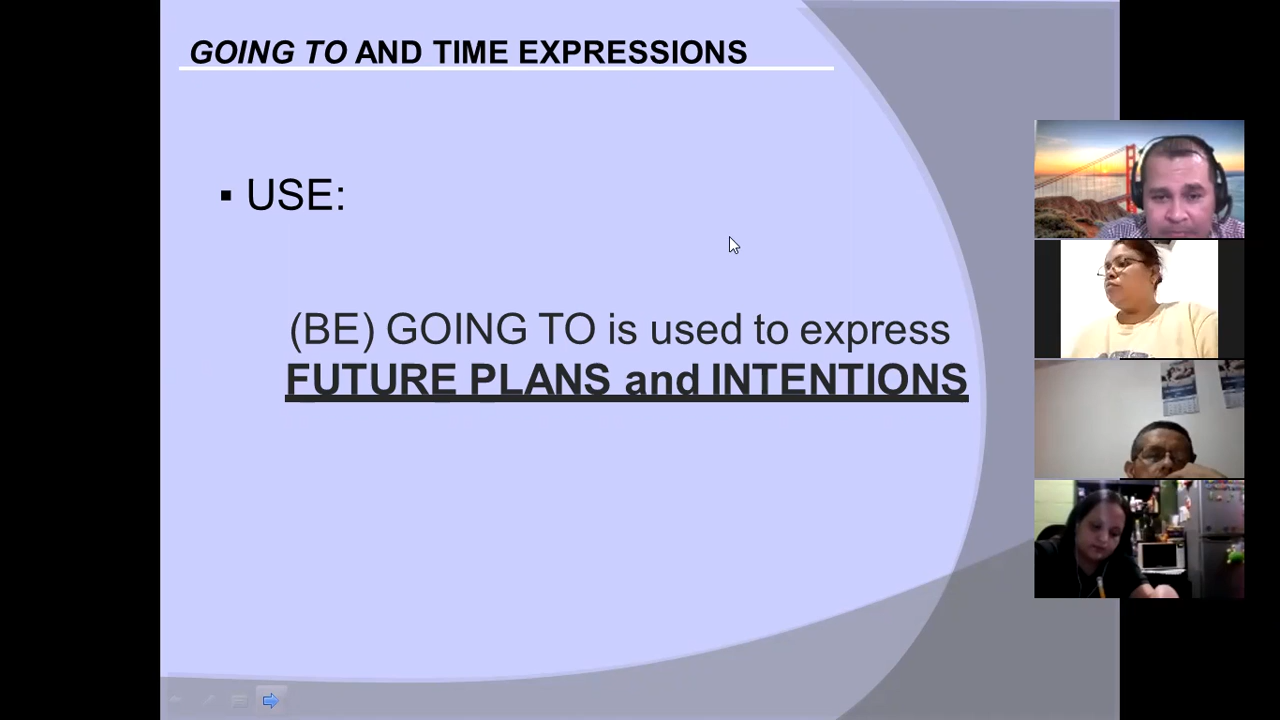 GOING TO AND TIME EXPRESSIONS
▪ USE:
(BE) GOING TO is used to express
FUTURE PLANS and INTENTIONS